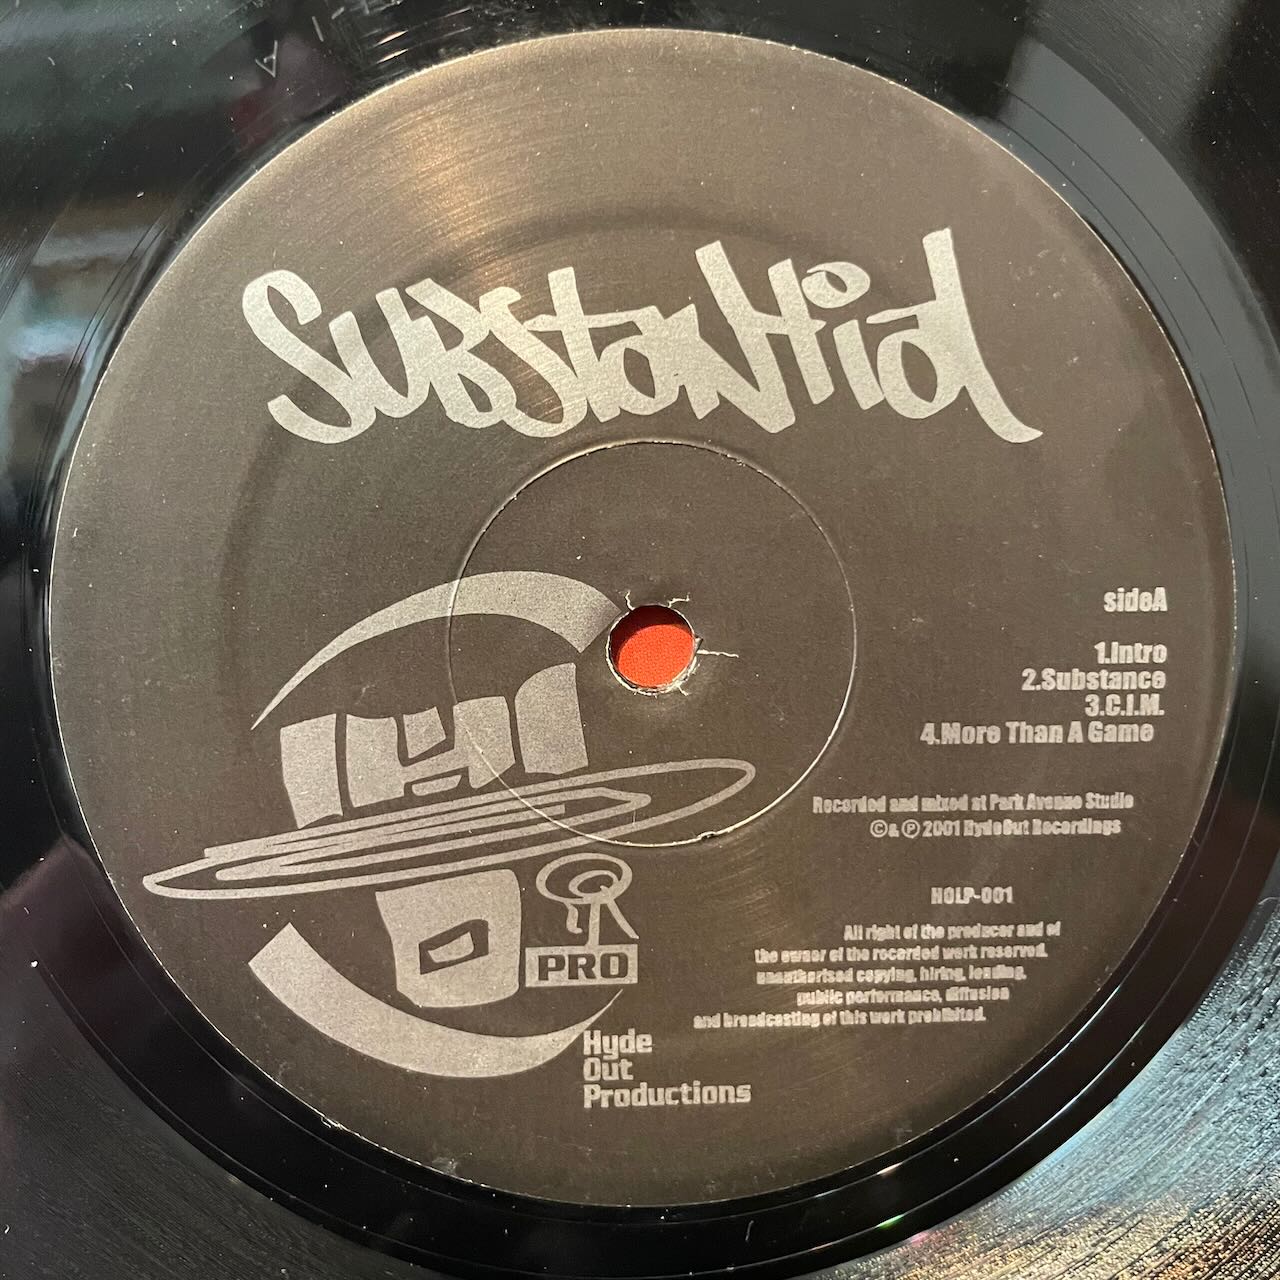 Substantial
sideA
1.Intro
2.Substance
3.C.I.M.
4.More Than A Game
Recorded and mixed at Park Avenue Studio
©& ℗ 2001 HydeOut Recordings
HOLP-001
All right of the producer and of
the owner of the recorded work reserved.
unauthorised copying, hiring, lending,
public performance, diffusion
and broadcasting of this work prohibited.
PRO
Hyde
Out
Productions